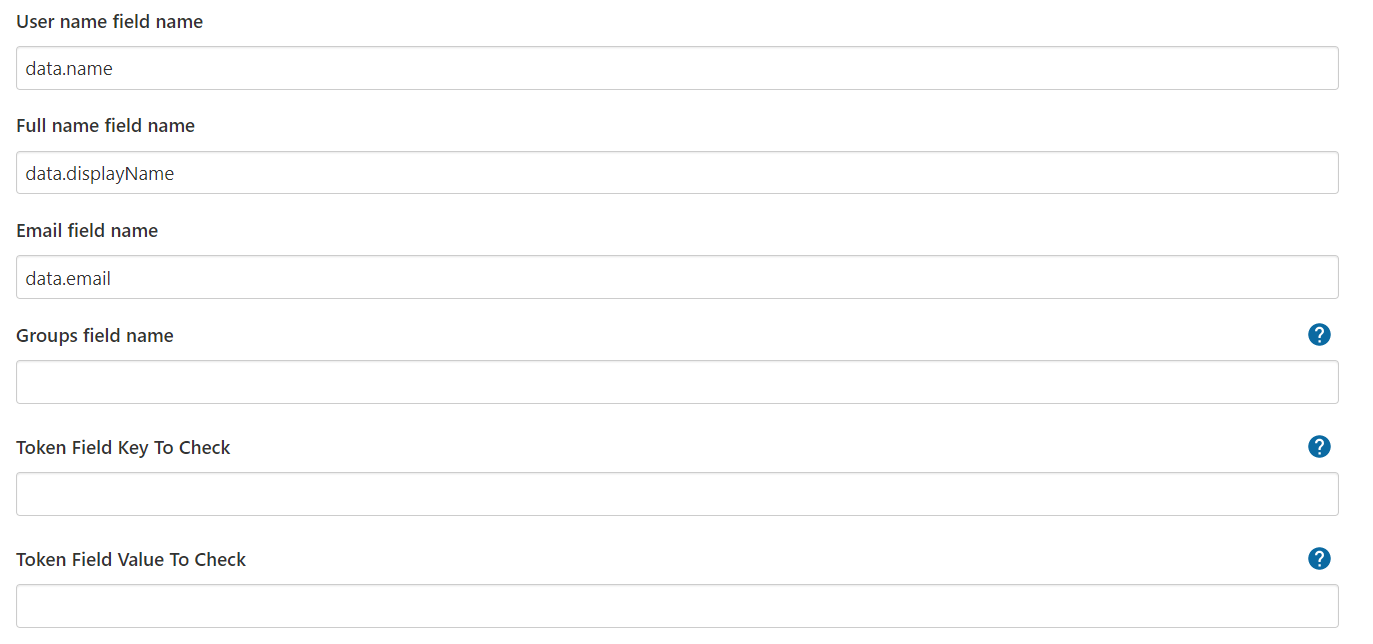 User name field name
data.name
Full name field name
data.displayName
Email field name
data.email
Groups field name
?
Token Field Key To Check
?
Token Field Value To Check
?